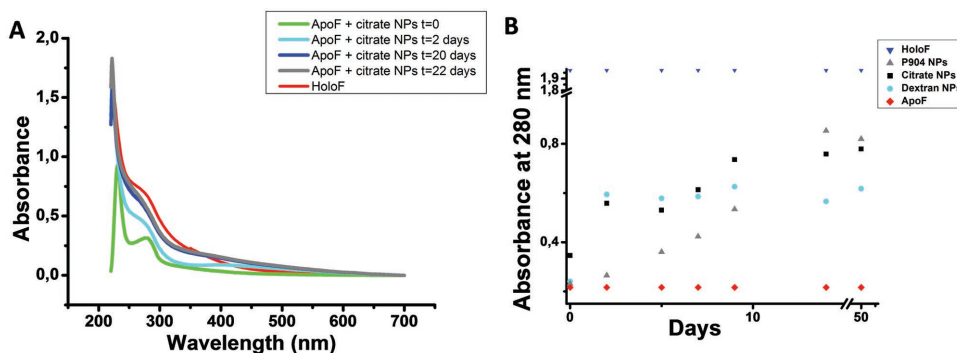 A
ApoF + citrate NPs t=0
ApoF + citrate NPs t=2 days
ApoF + citrate NPs t=20 days
ApoF + citrate NPs t=22 days
HoloF
Absorbance
2,0
1,5
1,0
0,5
0,0
200 300 400 500 600 700
Wavelength (nm)
B
HoloF
P904 NPs
Citrate NPs
Dextran NPs
ApoF
Absorbance at 280 nm
1,9
1,8
0,8
0,4
0 10 50
Days